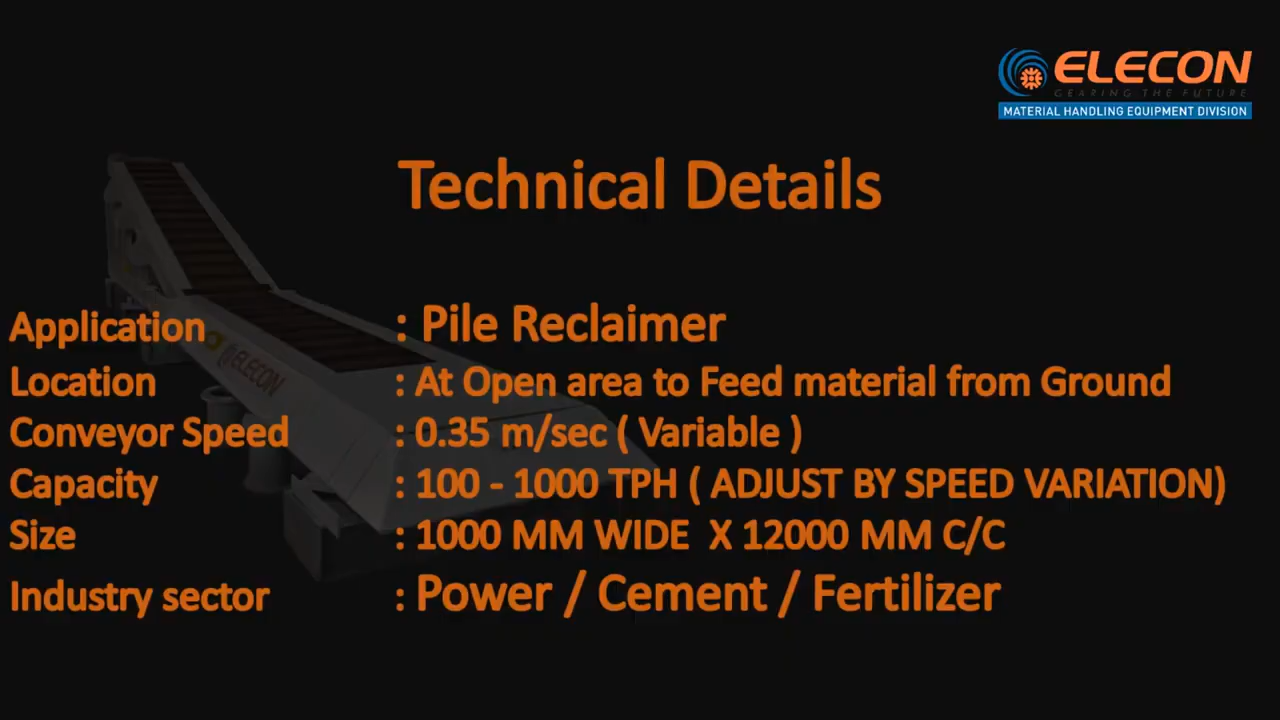 ELECON
GEARING THE FUTURE
MATERIAL HANDLING EQUIPMENT DIVISION
Technical Details
Application : Pile Reclaimer
Location : At Open area to Feed material from Ground
Conveyor Speed : 0.35 m/sec ( Variable )
ELECON
Capacity : 100 - 1000 TPH ( ADJUST BY SPEED VARIATION)
Size : 1000 MM WIDE X 12000 MM C/C
Industry sector : Power / Cement / Fertilizer